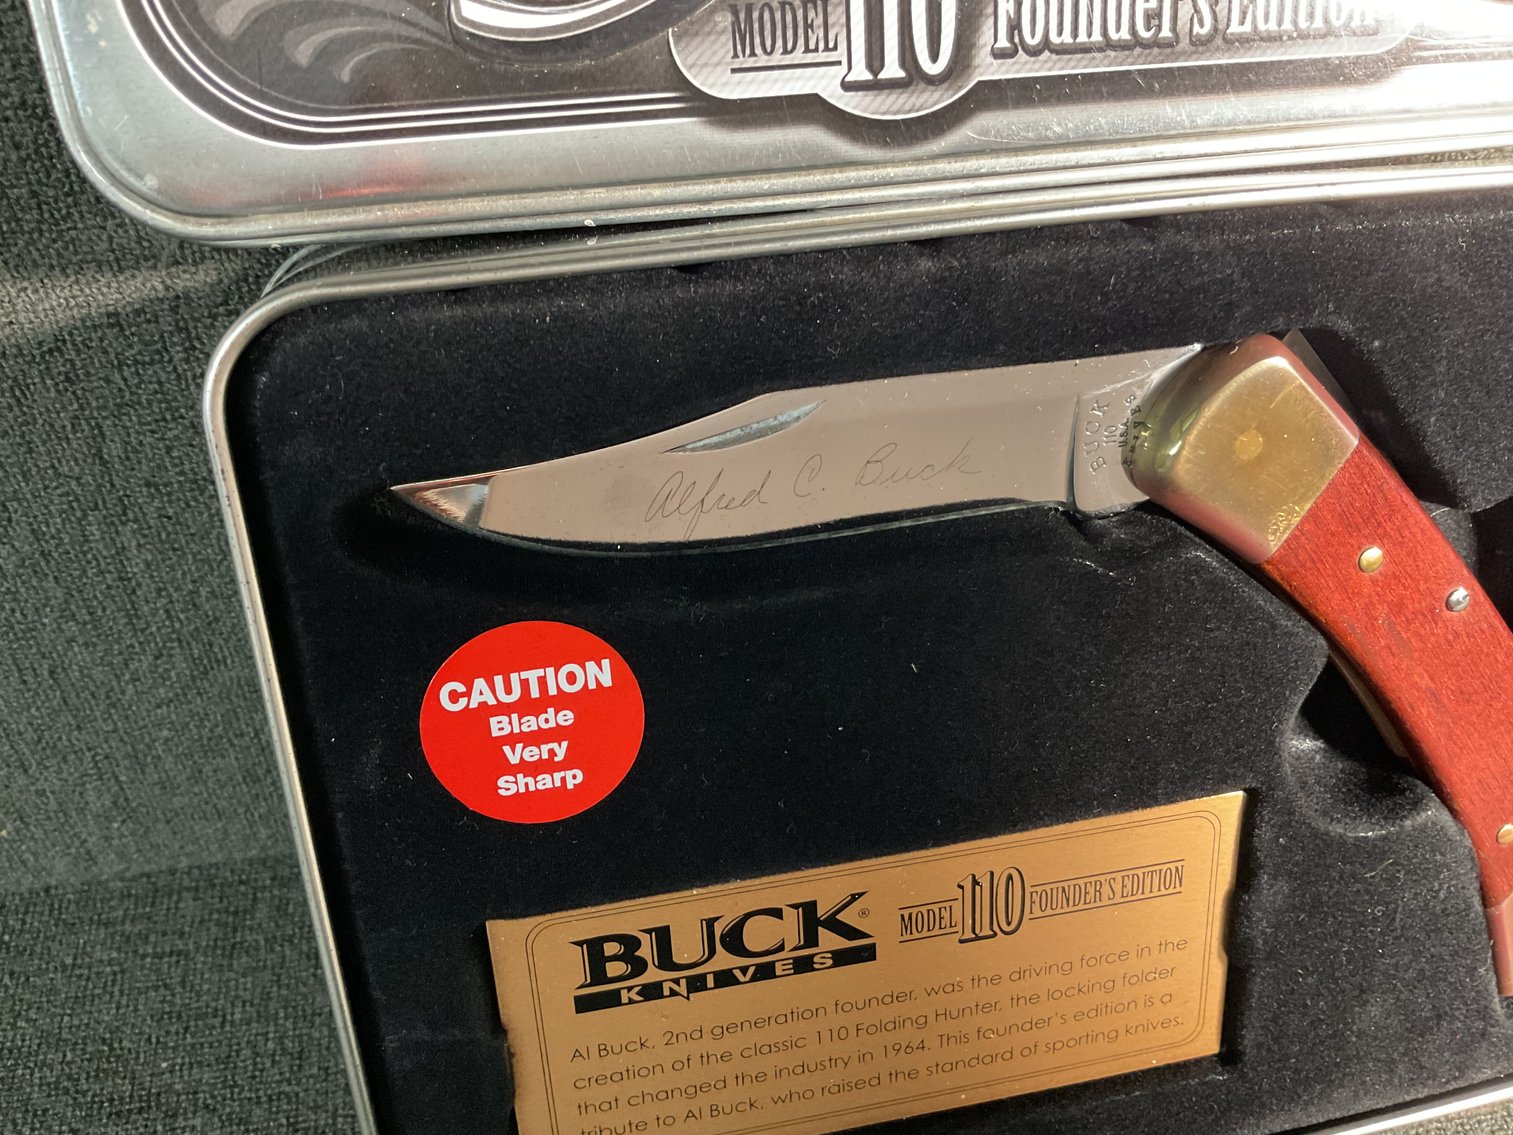 MODEL 110 Founder's Edition
Alfred C. Buck
BUCK
110
U.S.A.
CAUTION
Blade
Very
Sharp
BUCK®
KNIVES
MODEL 110 FOUNDER'S EDITION
Al Buck, 2nd generation founder, was the driving force in the
creation of the classic 110 Folding Hunter, the locking folder
that changed the industry in 1964. This founder's edition is a
tribute to Al Buck, who raised the standard of sporting knives.